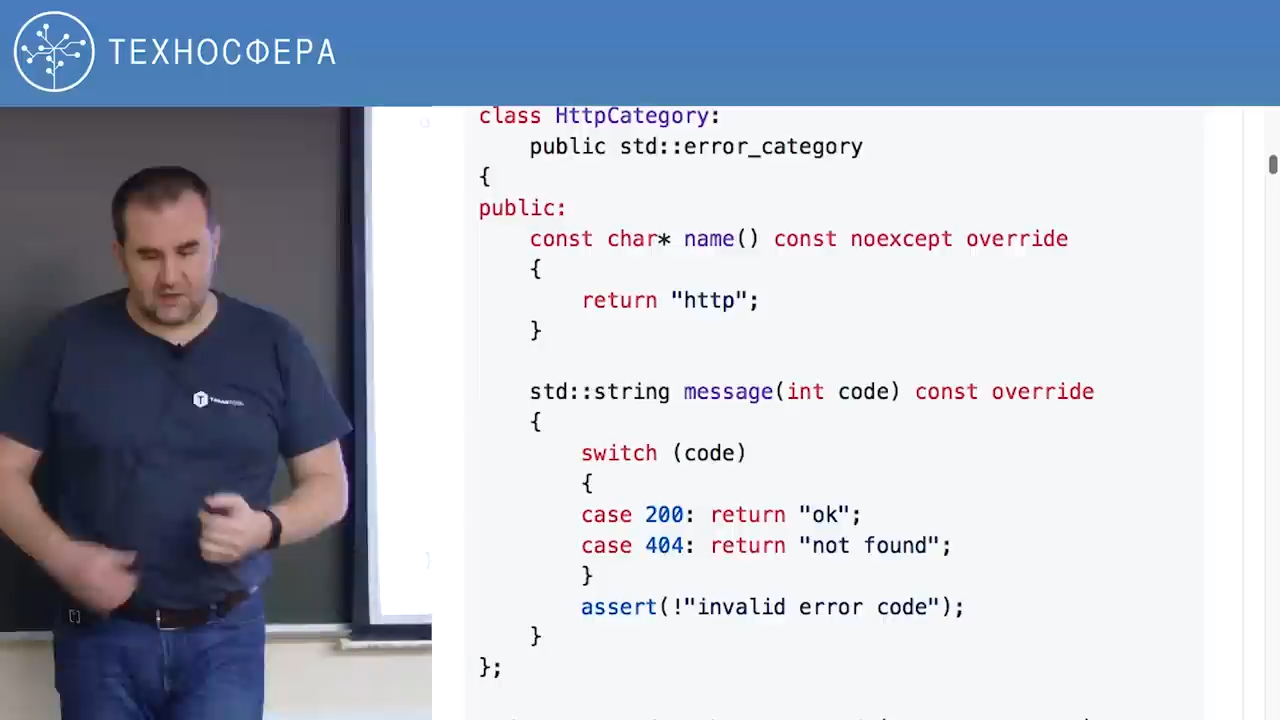 ТЕХНОСФЕРА
class HttpCategory:
    public std::error_category
{
public:
    const char* name() const noexcept override
    {
        return "http";
    }

    std::string message(int code) const override
    {
        switch (code)
        {
        case 200: return "ok";
        case 404: return "not found";
        }
        assert(!"invalid error code");
    }
};